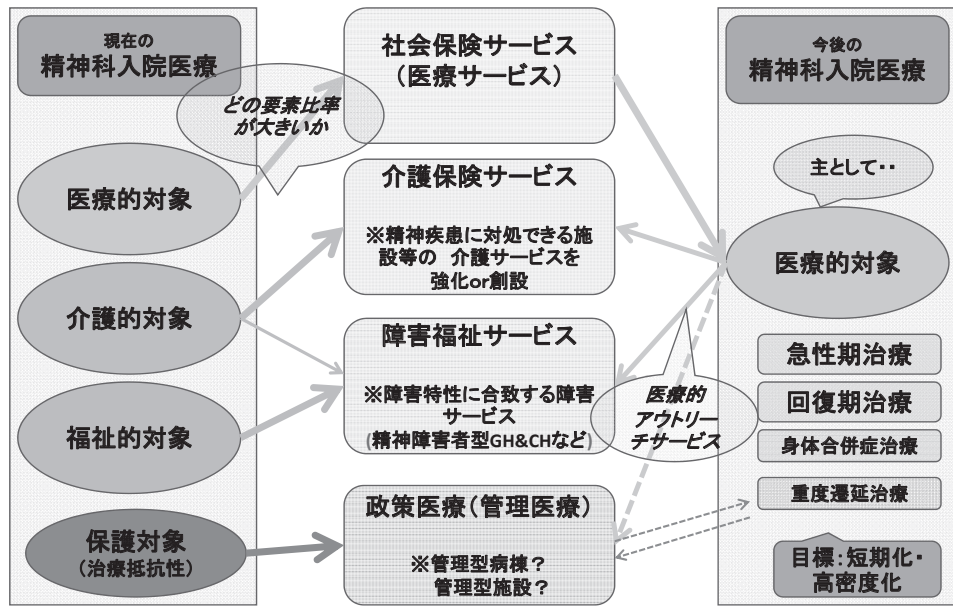 現在の
精神科入院医療
どの要素比率
が大きいか
医療的対象
介護的対象
福祉的対象
保護対象
(治療抵抗性)
社会保険サービス
(医療サービス)
介護保険サービス
※精神疾患に対処できる施
設等の 介護サービスを
強化or創設
障害福祉サービス
※障害特性に合致する障害
サービス
(精神障害者型GH&CHなど)
医療的
アウトリー
チサービス
政策医療(管理医療)
※管理型病棟?
管理型施設?
今後の
精神科入院医療
主として・・
医療的対象
急性期治療
回復期治療
身体合併症治療
重度遷延治療
目標:短期化・
高密度化